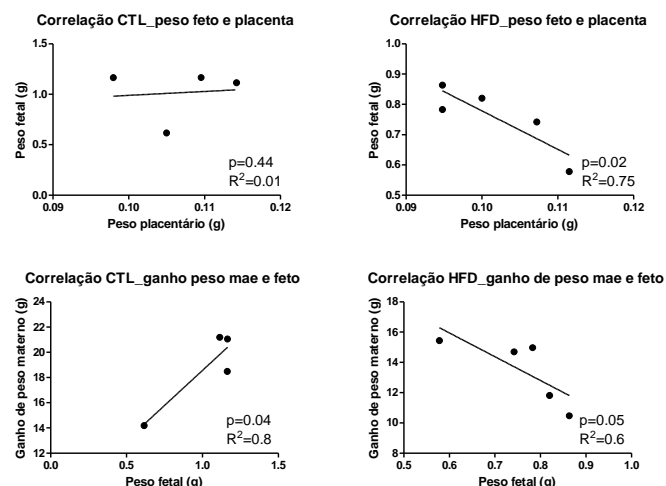 Correlação CTL_peso feto e placenta
1.5
1.0
0.5
0.0
0.09
0.10
0.11
0.12
Peso fetal (g)
Peso placentário (g)
p=0.44
R²=0.01
Correlação HFD_peso feto e placenta
1.0
0.9
0.8
0.7
0.6
0.5
0.09
0.10
0.11
0.12
Peso fetal (g)
Peso placentário (g)
p=0.02
R²=0.75
Correlação CTL_ganho peso mae e feto
24
22
20
18
16
14
12
0.0
0.5
1.0
1.5
Ganho de peso materno (g)
Peso fetal (g)
p=0.04
R²=0.8
Correlação HFD_ganho de peso mae e feto
18
16
14
12
10
8
0.5
0.6
0.7
0.8
0.9
1.0
Ganho de peso materno (g)
Peso fetal (g)
p=0.05
R²=0.6